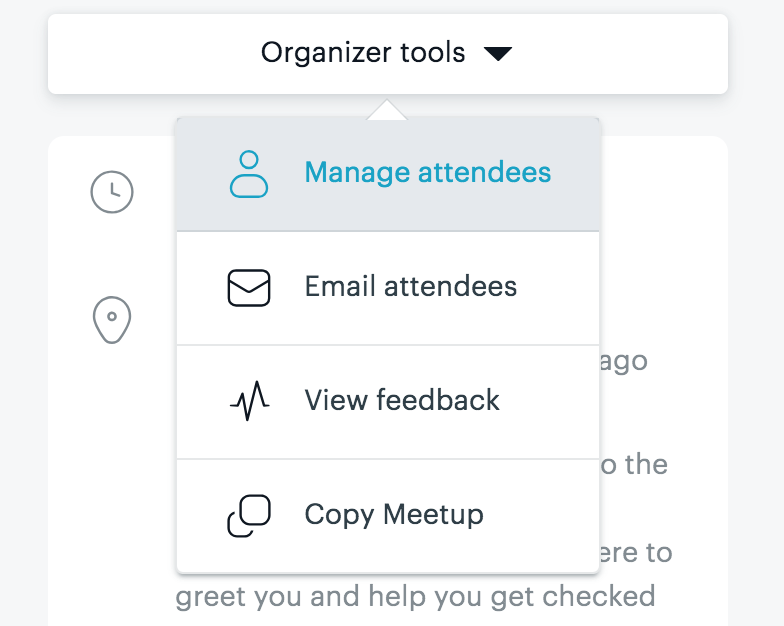 Organizer tools
Manage attendees
Email attendees
ago
View feedback
o the
Copy Meetup
ere to
greet you and help you get checked